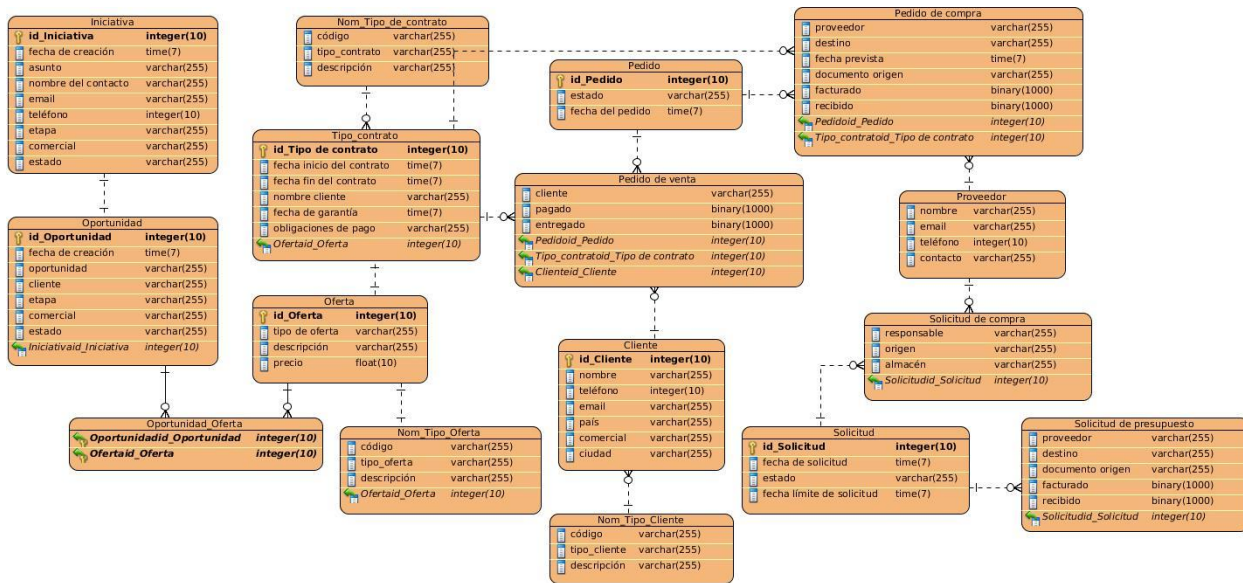 Iniciativa
id_Iniciativa integer(10)
fecha de creación time(7)
asunto varchar(255)
nombre del contacto varchar(255)
email varchar(255)
teléfono integer(10)
etapa varchar(255)
comercial varchar(255)
estado varchar(255)
Nom_Tipo_de_contrato
código varchar(255)
tipo_contrato varchar(255)
descripción varchar(255)
Pedido de compra
proveedor varchar(255)
destino varchar(255)
fecha prevista time(7)
documento origen varchar(255)
facturado binary(1000)
recibido binary(1000)
Pedidoid_Pedido integer(10)
Tipo_contratoid_Tipo de contrato integer(10)
Pedido
id_Pedido integer(10)
estado varchar(255)
fecha del pedido time(7)
Tipo_contrato
id_Tipo de contrato integer(10)
fecha inicio del contrato time(7)
fecha fin del contrato time(7)
nombre cliente varchar(255)
fecha de garantía time(7)
obligaciones de pago varchar(255)
Ofertaid_Oferta integer(10)
Pedido de venta
cliente varchar(255)
pagado binary(1000)
entregado binary(1000)
Pedidoid_Pedido integer(10)
Tipo_contratoid_Tipo de contrato integer(10)
Clienteid_Cliente integer(10)
Proveedor
nombre varchar(255)
email varchar(255)
teléfono integer(10)
contacto varchar(255)
Oportunidad
id_Oportunidad integer(10)
fecha de creación time(7)
oportunidad varchar(255)
cliente varchar(255)
etapa varchar(255)
comercial varchar(255)
estado varchar(255)
Iniciativaid_Iniciativa integer(10)
Oferta
id_Oferta integer(10)
tipo de oferta varchar(255)
descripción varchar(255)
precio float(10)
Solicitud de compra
responsable varchar(255)
origen varchar(255)
almacén varchar(255)
Solicitudid_Solicitud integer(10)
Cliente
id_Cliente integer(10)
nombre varchar(255)
teléfono integer(10)
email varchar(255)
país varchar(255)
comercial varchar(255)
ciudad varchar(255)
Oportunidad_Oferta
Oportunidadid_Oportunidad integer(10)
Ofertaid_Oferta integer(10)
Nom_Tipo_Oferta
código varchar(255)
tipo_oferta varchar(255)
descripción varchar(255)
Ofertaid_Oferta integer(10)
Solicitud
id_Solicitud integer(10)
fecha de solicitud time(7)
estado varchar(255)
fecha límite de solicitud time(7)
Solicitud de presupuesto
proveedor varchar(255)
destino varchar(255)
documento origen varchar(255)
facturado binary(1000)
recibido binary(1000)
Solicitudid_Solicitud integer(10)
Nom_Tipo_Cliente
código varchar(255)
tipo_cliente varchar(255)
descripción varchar(255)